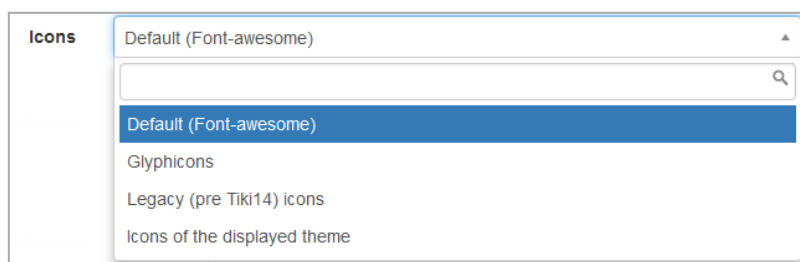 Icons
Default (Font-awesome)
Default (Font-awesome)
Glyphicons
Legacy (pre Tiki14) icons
Icons of the displayed theme